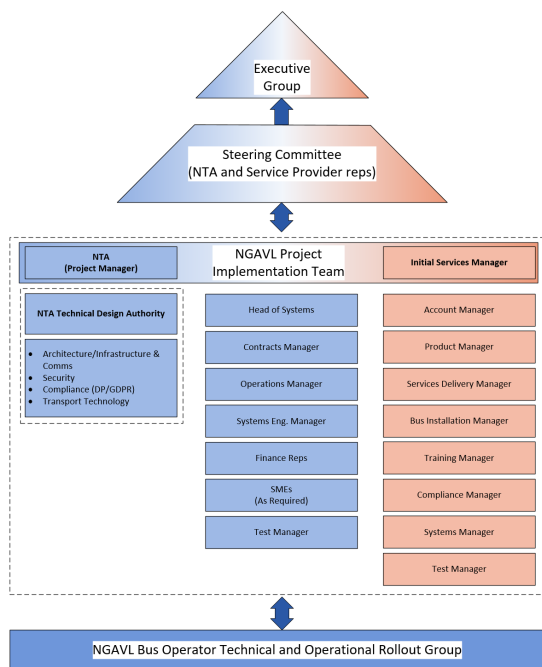 Executive
Group
Steering Committee
(NTA and Service Provider reps)
NTA
(Project Manager)
NGAVL Project
Implementation Team
Initial Services Manager
NTA Technical Design Authority
• Architecture/Infrastructure &
Comms
• Security
• Compliance (DP/GDPR)
• Transport Technology
Head of Systems
Contracts Manager
Operations Manager
Systems Eng. Manager
Finance Reps
SMEs
(As Required)
Test Manager
Account Manager
Product Manager
Services Delivery Manager
Bus Installation Manager
Training Manager
Compliance Manager
Systems Manager
Test Manager
NGAVL Bus Operator Technical and Operational Rollout Group